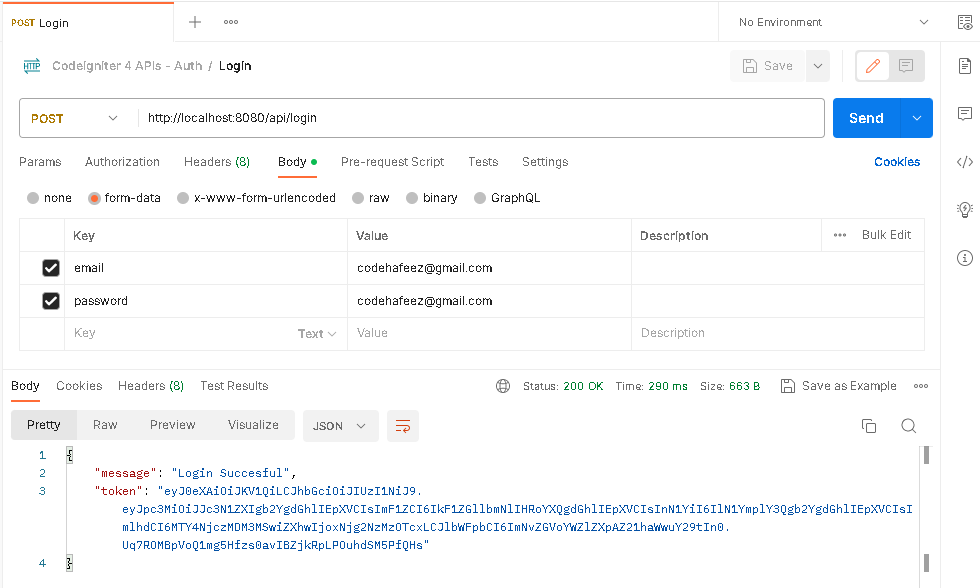 POST Login
No Environment
HTTP Codeigniter 4 APIs - Auth / Login
Save
POST http://localhost:8080/api/login Send
Params Authorization Headers (8) Body Pre-request Script Tests Settings Cookies
none form-data x-www-form-urlencoded raw binary GraphQL
Key Value Description Bulk Edit
email codehafeez@gmail.com
password codehafeez@gmail.com
Key Text Value Description
Body Cookies Headers (8) Test Results Status: 200 OK Time: 290 ms Size: 663 B Save as Example
Pretty Raw Preview Visualize JSON
1 {
2 "message": "Login Succesful",
3 "token": "eyJ0eXAiOiJKV1QiLCJhbGciOiJIUzI1NiJ9.
eyJpc3MiOiJJc3N1ZXIgb2YgdGhlIEpXVCIsImF1ZCI6IkF1ZGllbmNlIHRoYXQgdGhlIEpXVCIsInN1YiI6IlN1YmplY3Qgb2YgdGhlIEpXVCIsI
mlhdCI6MTY4NjczMDM3MSwiZXhwIjoxNjg2NzMzOTcxLCJlbWFpbCI6ImNvZGVoYWZlZXpAZ21haWwuY29tIn0.
Uq7ROMBpVoQ1mg5Hfzs0avIBZjkRpLPOuhdSM5PfQHs"
4 }